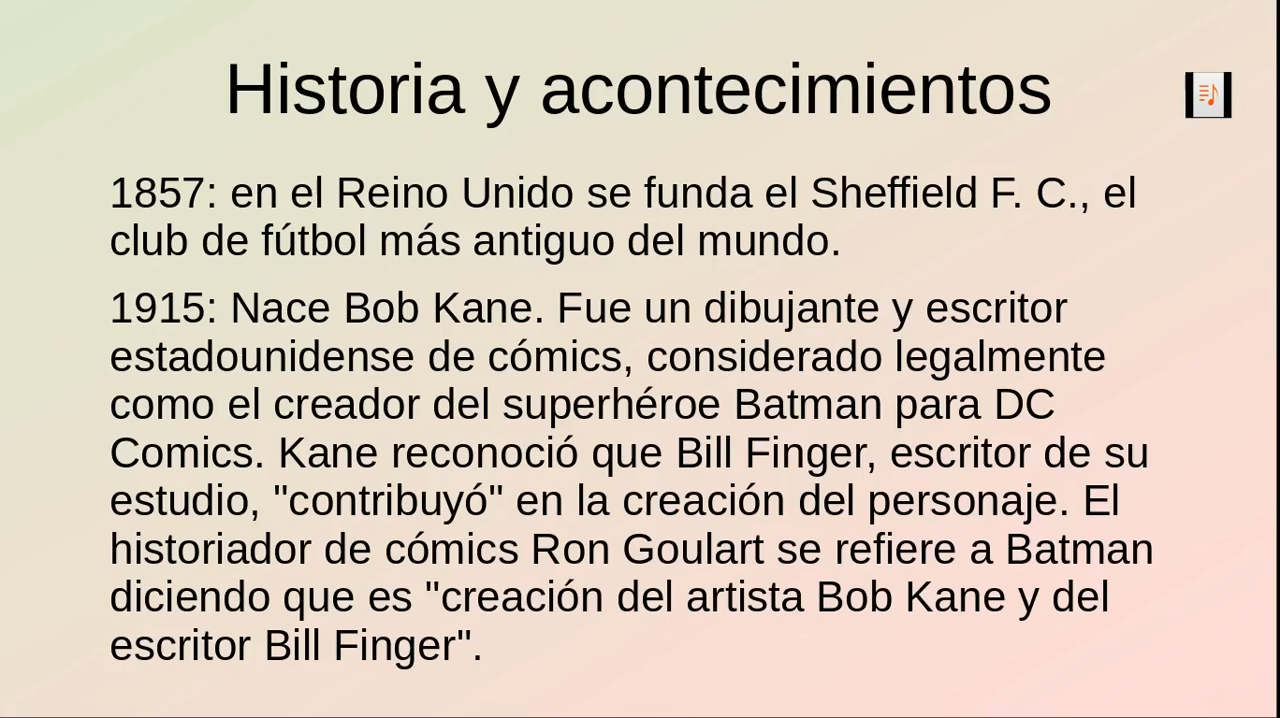 Historia y acontecimientos
1857: en el Reino Unido se funda el Sheffield F. C., el
club de fútbol más antiguo del mundo.
1915: Nace Bob Kane. Fue un dibujante y escritor
estadounidense de cómics, considerado legalmente
como el creador del superhéroe Batman para DC
Comics. Kane reconoció que Bill Finger, escritor de su
estudio, "contribuyó" en la creación del personaje. El
historiador de cómics Ron Goulart se refiere a Batman
diciendo que es "creación del artista Bob Kane y del
escritor Bill Finger".